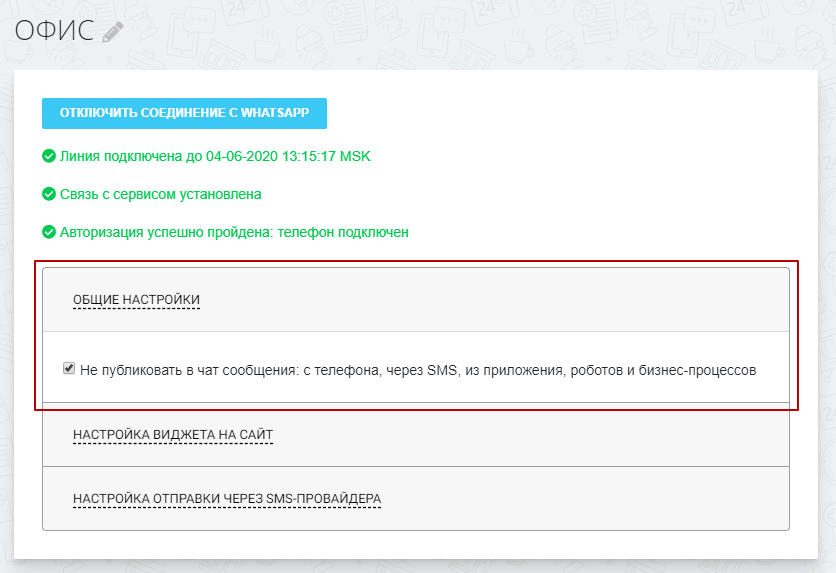 ОФИС
ОТКЛЮЧИТЬ СОЕДИНЕНИЕ С WHATSAPP
Линия подключена до 04-06-2020 13:15:17 MSK
Связь с сервисом установлена
Авторизация успешно пройдена: телефон подключен
ОБЩИЕ НАСТРОЙКИ
Не публиковать в чат сообщения: с телефона, через SMS, из приложения, роботов и бизнес-процессов
НАСТРОЙКА ВИДЖЕТА НА САЙТ
НАСТРОЙКА ОТПРАВКИ ЧЕРЕЗ SMS-ПРОВАЙДЕРА